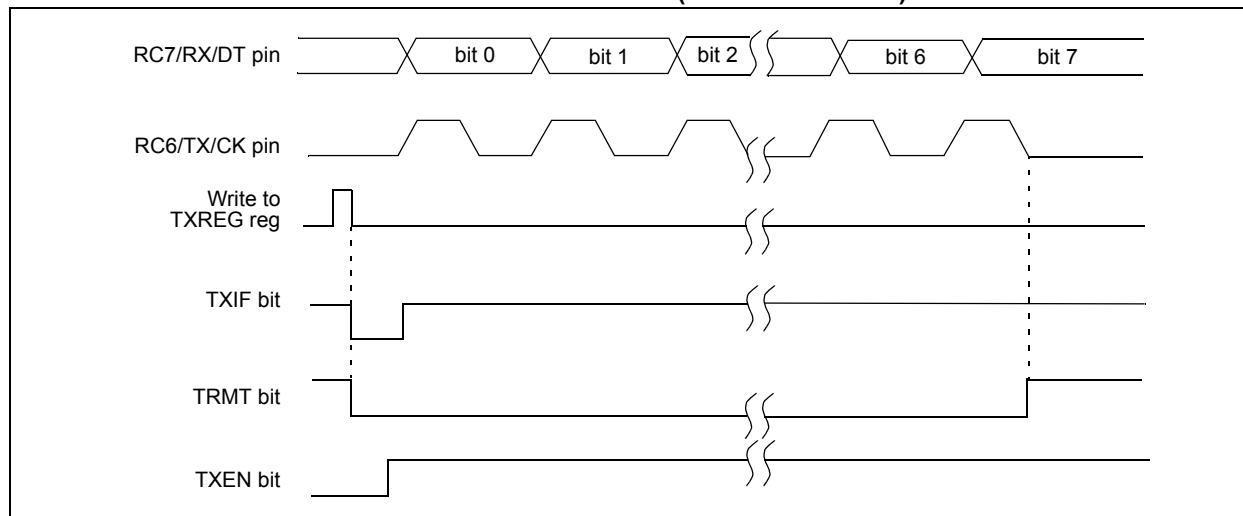 RC7/RX/DT pin
bit 0
bit 1
bit 2
bit 6
bit 7
RC6/TX/CK pin
Write to
TXREG reg
TXIF bit
TRMT bit
TXEN bit